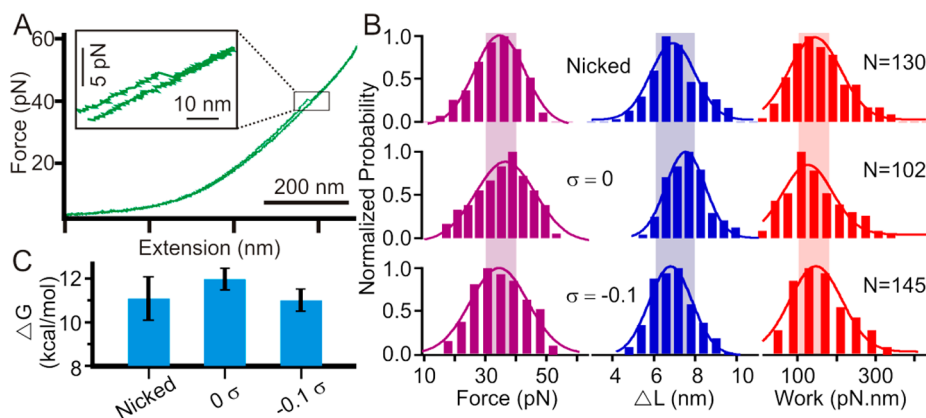 A
Force (pN)
60
40
20
5 pN
10 nm
200 nm
Extension (nm)
B
Normalized Probability
1.0
0.5
0.0
Nicked
N=130
1.0
0.5
0.0
σ = 0
N=102
1.0
0.5
0.0
σ = -0.1
N=145
10 30 50
Force (pN)
4 6 8 10
△L (nm)
100 300
Work (pN.nm)
C
△G
(kcal/mol)
12
10
8
Nicked
0 σ
-0.1 σ